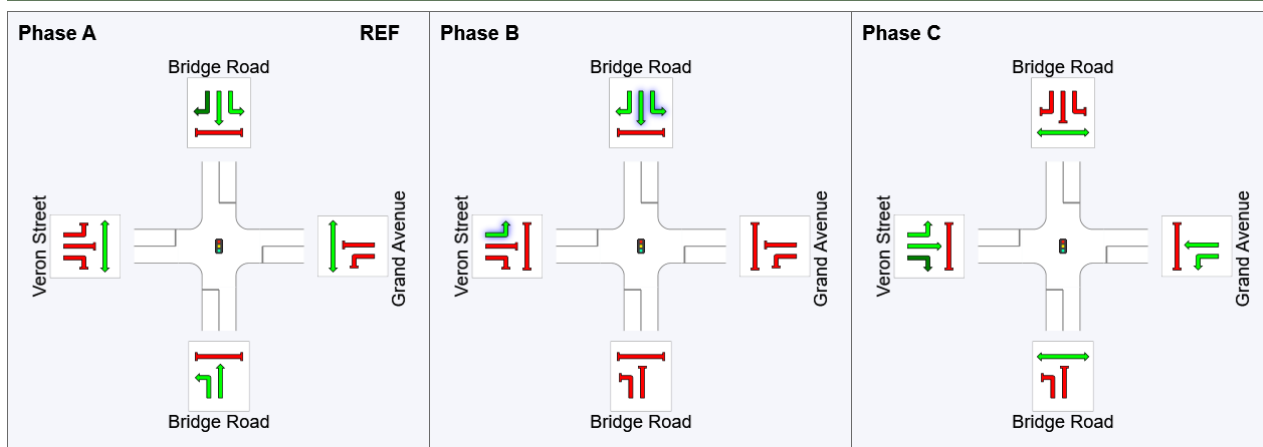 Phase A
REF
Bridge Road
Veron Street
Grand Avenue
Bridge Road
Phase B
Bridge Road
Veron Street
Grand Avenue
Bridge Road
Phase C
Bridge Road
Veron Street
Grand Avenue
Bridge Road